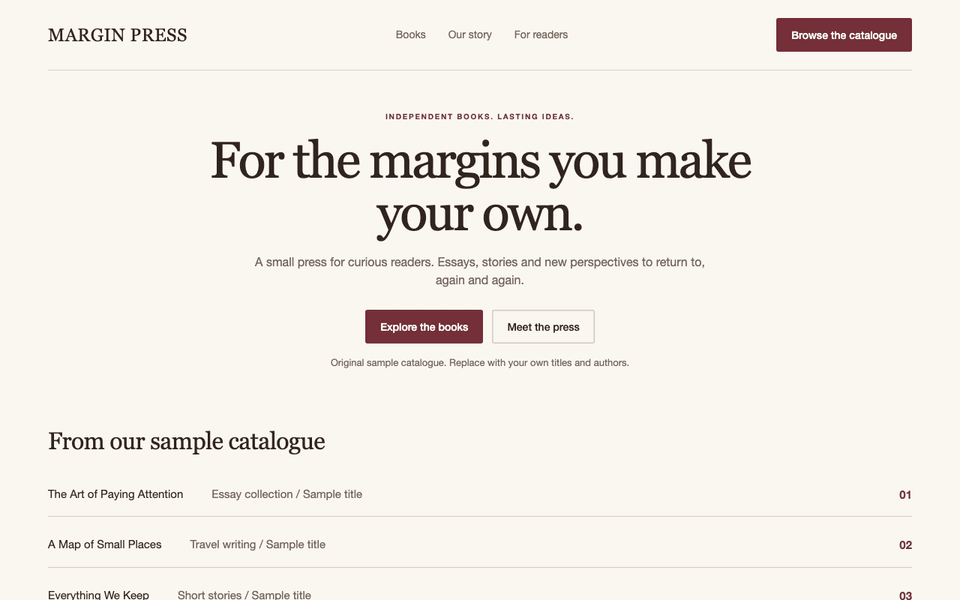 MARGIN PRESS
Books
Our story
For readers
Browse the catalogue
INDEPENDENT BOOKS. LASTING IDEAS.
For the margins you make
your own.
A small press for curious readers. Essays, stories and new perspectives to return to,
again and again.
Explore the books
Meet the press
Original sample catalogue. Replace with your own titles and authors.
From our sample catalogue
The Art of Paying Attention Essay collection / Sample title 01
A Map of Small Places Travel writing / Sample title 02
Everything We Keep Short stories / Sample title 03